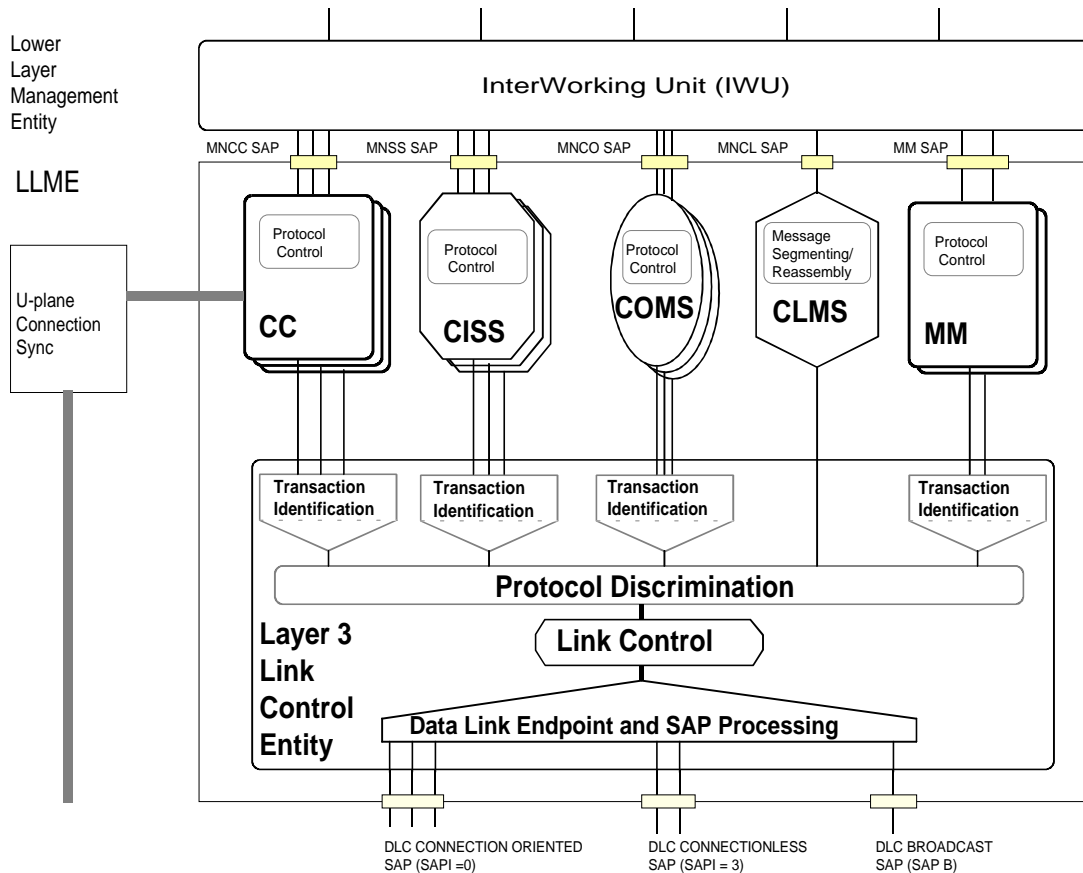 Lower
Layer
Management
Entity
LLME
InterWorking Unit (IWU)
MNCC SAP
MNSS SAP
MNCO SAP
MNCL SAP
MM SAP
U-plane
Connection
Sync
Protocol
Control
CC
Protocol
Control
CISS
Protocol
Control
COMS
Message
Segmenting/
Reassembly
CLMS
Protocol
Control
MM
Transaction
Identification
Transaction
Identification
Transaction
Identification
Transaction
Identification
Protocol Discrimination
Link Control
Layer 3
Link
Control
Entity
Data Link Endpoint and SAP Processing
DLC CONNECTION ORIENTED
SAP (SAPI =0)
DLC CONNECTIONLESS
SAP (SAPI = 3)
DLC BROADCAST
SAP (SAP B)